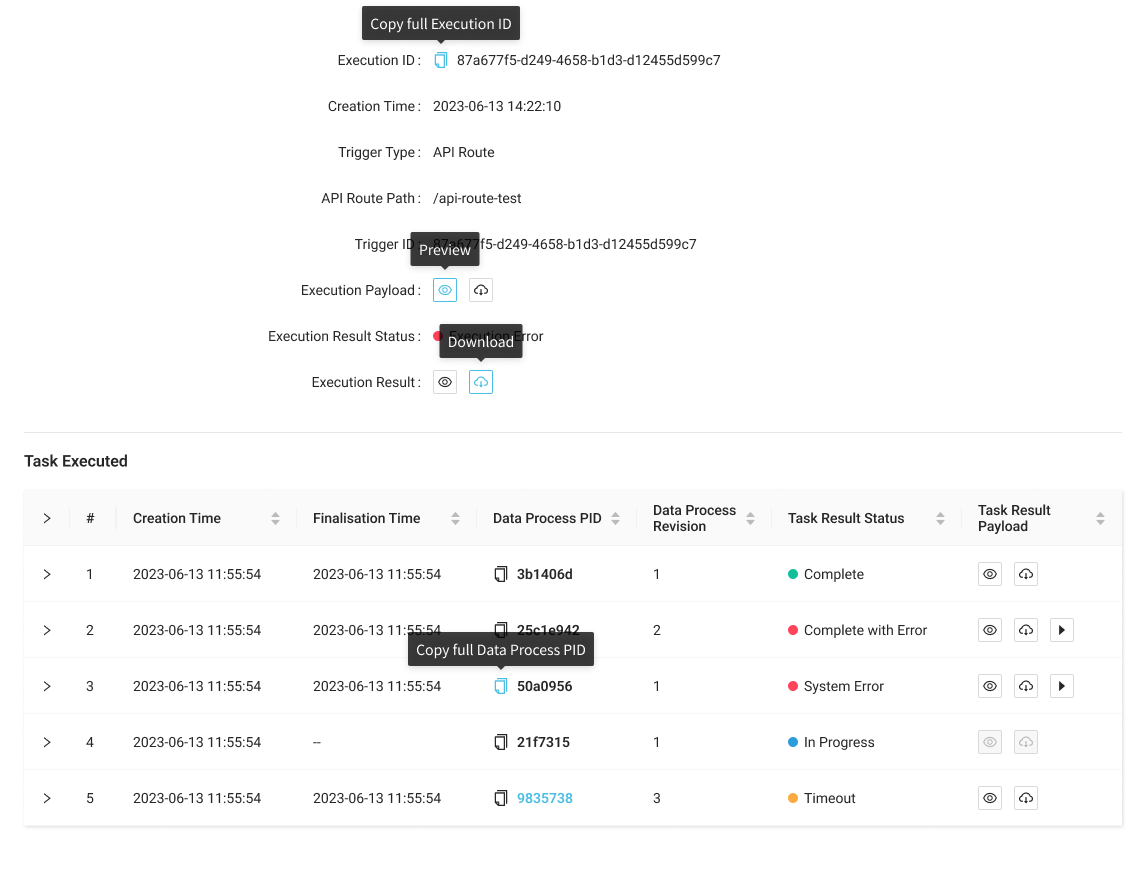 Copy full Execution ID
Execution ID : 87a677f5-d249-4658-b1d3-d12455d599c7
Creation Time : 2023-06-13 14:22:10
Trigger Type : API Route
API Route Path : /api-route-test
Trigger ID : 87a677f5-d249-4658-b1d3-d12455d599c7
Preview
Execution Payload :
Execution Result Status : Execution Error
Download
Execution Result :
Task Executed
# Creation Time Finalisation Time Data Process PID Data Process Revision Task Result Status Task Result Payload
1 2023-06-13 11:55:54 2023-06-13 11:55:54 3b1406d 1 Complete
2 2023-06-13 11:55:54 2023-06-13 11:55:54 25c1e942 2 Complete with Error
Copy full Data Process PID
3 2023-06-13 11:55:54 2023-06-13 11:55:54 50a0956 1 System Error
4 2023-06-13 11:55:54 -- 21f7315 1 In Progress
5 2023-06-13 11:55:54 2023-06-13 11:55:54 9835738 3 Timeout